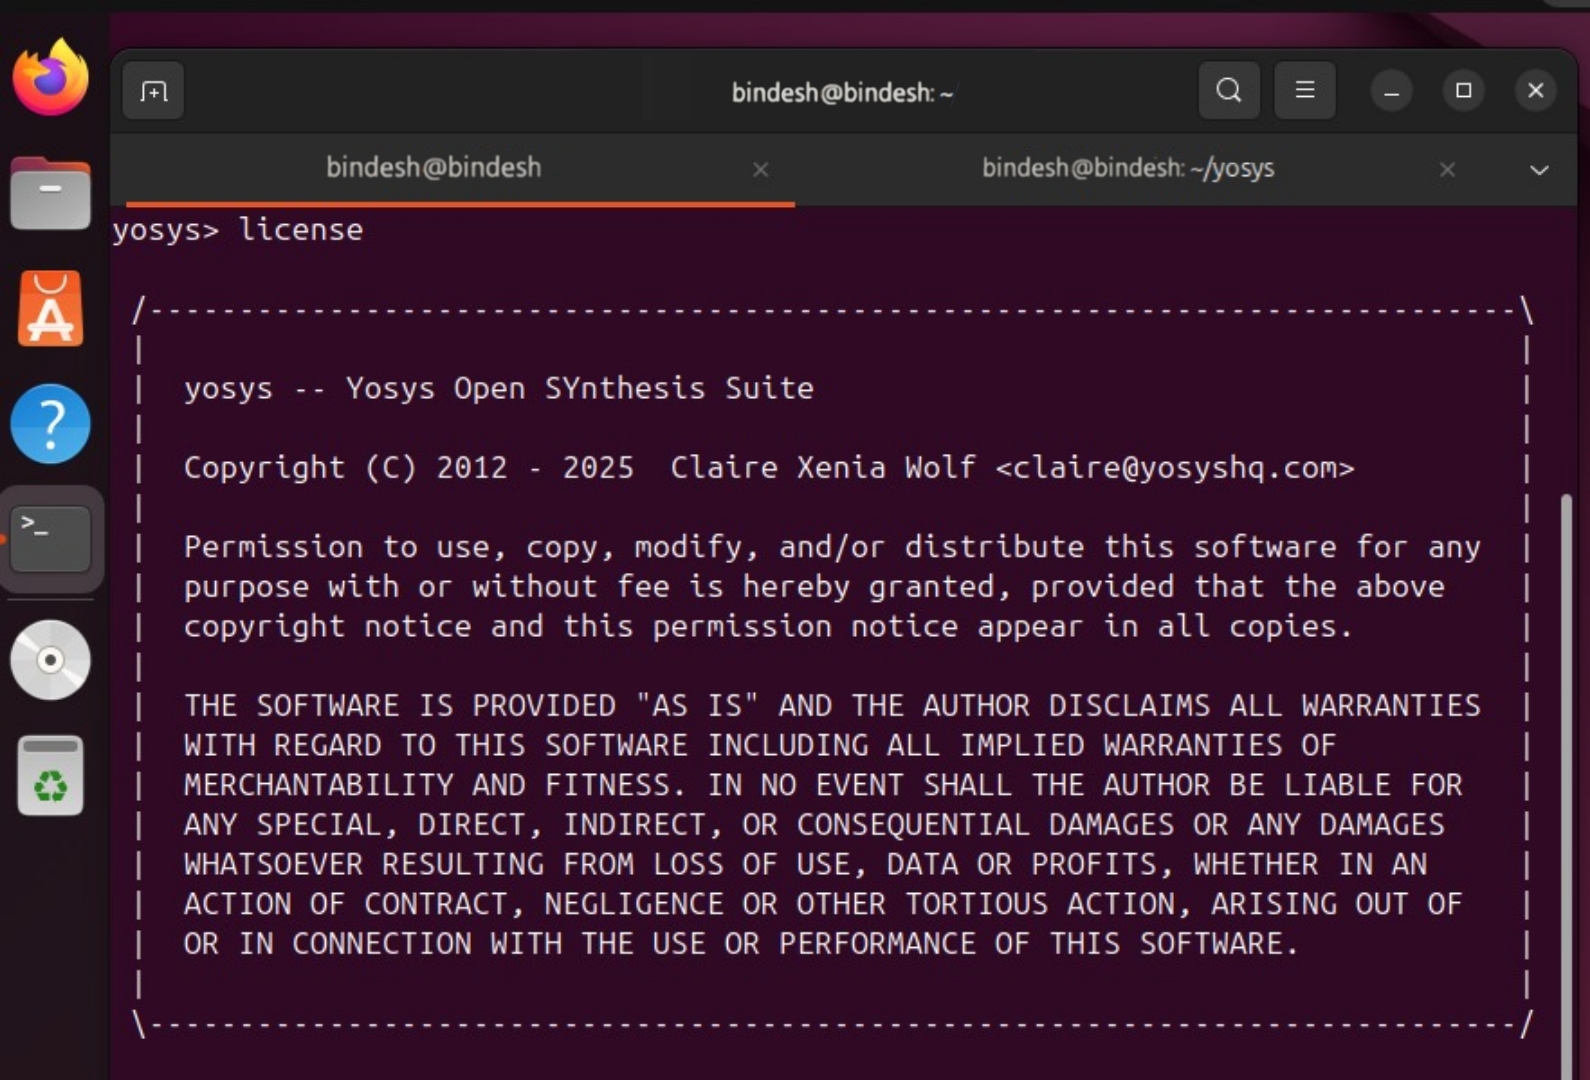 bindesh@bindesh: ~
bindesh@bindesh
bindesh@bindesh: ~/yosys
yosys> license
/----------------------------------------------------------------------------\
|                                                                            |
|  yosys -- Yosys Open SYnthesis Suite                                       |
|                                                                            |
|  Copyright (C) 2012 - 2025  Claire Xenia Wolf <claire@yosyshq.com>         |
|                                                                            |
|  Permission to use, copy, modify, and/or distribute this software for any  |
|  purpose with or without fee is hereby granted, provided that the above    |
|  copyright notice and this permission notice appear in all copies.         |
|                                                                            |
|  THE SOFTWARE IS PROVIDED "AS IS" AND THE AUTHOR DISCLAIMS ALL WARRANTIES  |
|  WITH REGARD TO THIS SOFTWARE INCLUDING ALL IMPLIED WARRANTIES OF          |
|  MERCHANTABILITY AND FITNESS. IN NO EVENT SHALL THE AUTHOR BE LIABLE FOR   |
|  ANY SPECIAL, DIRECT, INDIRECT, OR CONSEQUENTIAL DAMAGES OR ANY DAMAGES    |
|  WHATSOEVER RESULTING FROM LOSS OF USE, DATA OR PROFITS, WHETHER IN AN     |
|  ACTION OF CONTRACT, NEGLIGENCE OR OTHER TORTIOUS ACTION, ARISING OUT OF   |
|  OR IN CONNECTION WITH THE USE OR PERFORMANCE OF THIS SOFTWARE.            |
|                                                                            |
\----------------------------------------------------------------------------/